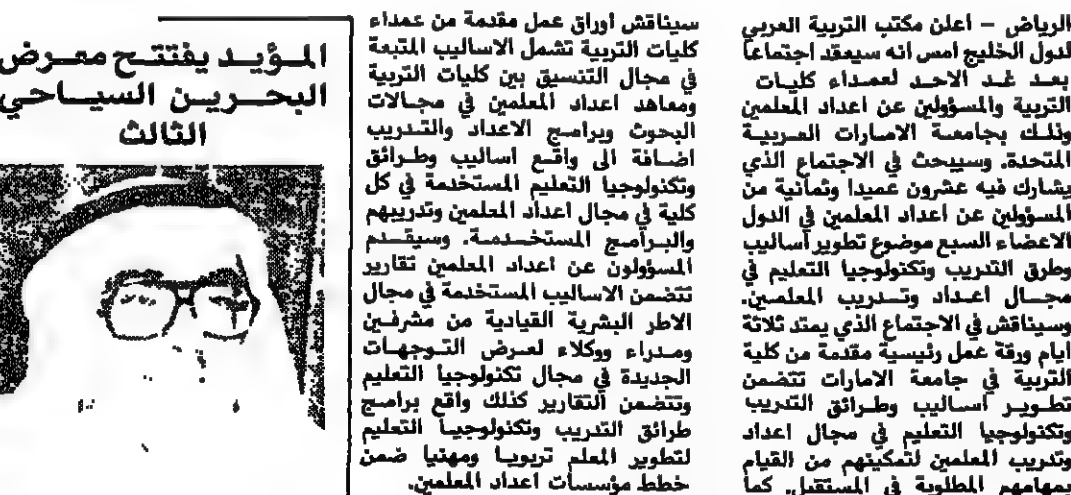 الرياض – اعلن مكتب التربية العربي
لدول الخليج امس انه سيعقد اجتماعا
بعد غد الاحد لعمداء كليات
التربية والمسؤولين عن اعداد المعلمين
وذلك بجامعة الامارات العربية
المتحدة. وسيبحث في الاجتماع الذي
يشارك فيه عشرون عميدا وثمانية من
المسؤولين عن اعداد المعلمين في الدول
الاعضاء السبع موضوع تطوير اساليب
وطرق التدريب وتكنولوجيا التعليم في
مجال اعداد وتدريب المعلمين.
وسيناقش في الاجتماع الذي يمتد ثلاثة
ايام ورقة عمل رئيسية مقدمة من كلية
التربية في جامعة الامارات تتضمن
تطوير اساليب وطرائق التدريب
وتكنولوجيا التعليم في مجال اعداد
وتدريب المعلمين لتمكينهم من القيام
بمهامهم المطلوبة في المستقبل. كما
سيناقش اوراق عمل مقدمة من عمداء
كليات التربية تشمل الاساليب المتبعة
في مجال التنسيق بين كليات التربية
ومعاهد اعداد المعلمين في مجالات
البحوث وبرامج الاعداد والتدريب
اضافة الى واقع اساليب وطرائق
وتكنولوجيا التعليم المستخدمة في كل
كلية في مجال اعداد المعلمين وتدريبهم
والبرامج المستخدمة. وسيقدم
المسؤولون عن اعداد المعلمين تقارير
تتضمن الاساليب المستخدمة في مجال
الاطر البشرية القيادية من مشرفين
ومدراء ووكلاء لعرض التوجهات
الجديدة في مجال تكنولوجيا التعليم
وتتضمن التقارير كذلك واقع برامج
طرائق التدريب وتكنولوجيا التعليم
لتطوير المعلم تربويا ومهنيا ضمن
خطط مؤسسات اعداد المعلمين.
المؤيد يفتتح معرض
البحرين السياحي
الثالث